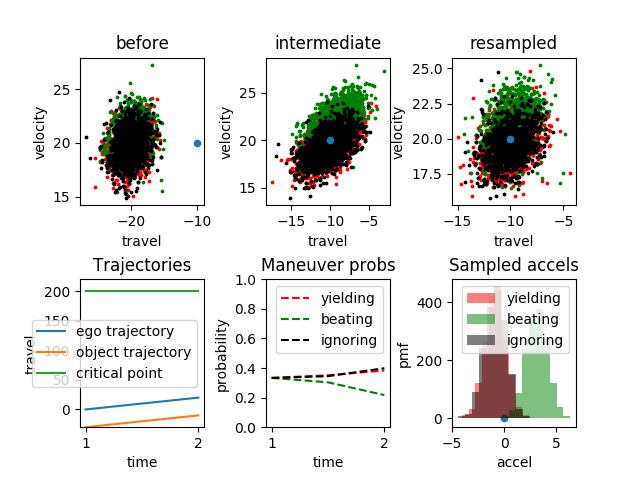 before
intermediate
resampled
velocity
25
20
15
−20
−10
travel
velocity
25
20
15
−15
−10
−5
travel
velocity
25.0
22.5
20.0
17.5
−15
−10
−5
travel
Trajectories
Maneuver probs
Sampled accels
travel
200
150
100
50
0
ego trajectory
object trajectory
critical point
1
2
time
probability
1.0
0.8
0.6
0.4
0.2
0.0
yielding
beating
ignoring
1
2
time
pmf
400
200
0
yielding
beating
ignoring
−5
0
5
accel